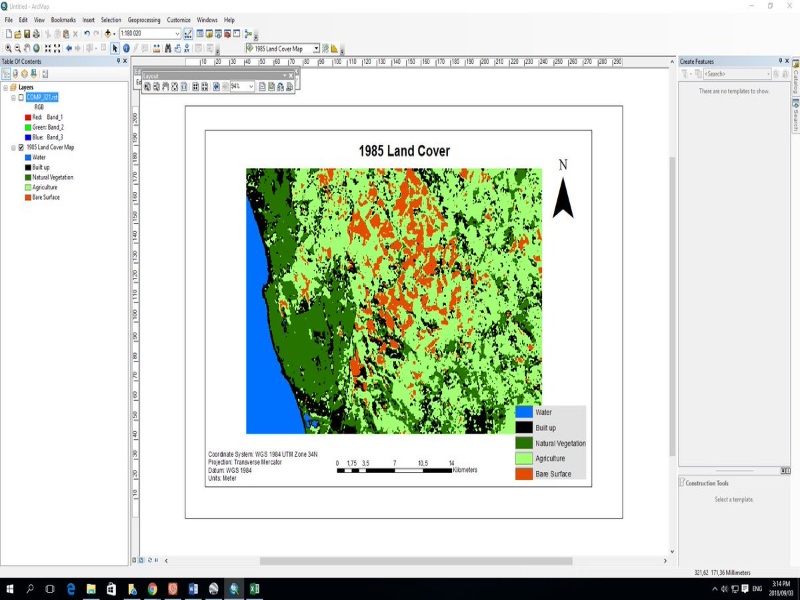 Untitled - ArcMap
File Edit View Bookmarks Insert Selection Geoprocessing Customize Windows Help
1:180 020
1985 Land Cover Map
Table Of Contents
Layers
COMP_321.rst
RGB
Red: Band_1
Green: Band_2
Blue: Band_3
1985 Land Cover Map
Water
Built up
Natural Vegetation
Agriculture
Bare Surface
Layout
94%
1985 Land Cover
N
Water
Built up
Natural Vegetation
Agriculture
Bare Surface
Coordinate System: WGS 1984 UTM Zone 34N
Projection: Transverse Mercator
Datum: WGS 1984
Units: Meter
0 1,75 3,5 7 10,5 14
Kilometers
Create Features
<Search>
There are no templates to show.
Catalog
Search
Construction Tools
Select a template.
321,62 171,36 Millimeters
ENG
3:14 PM
2018/09/03